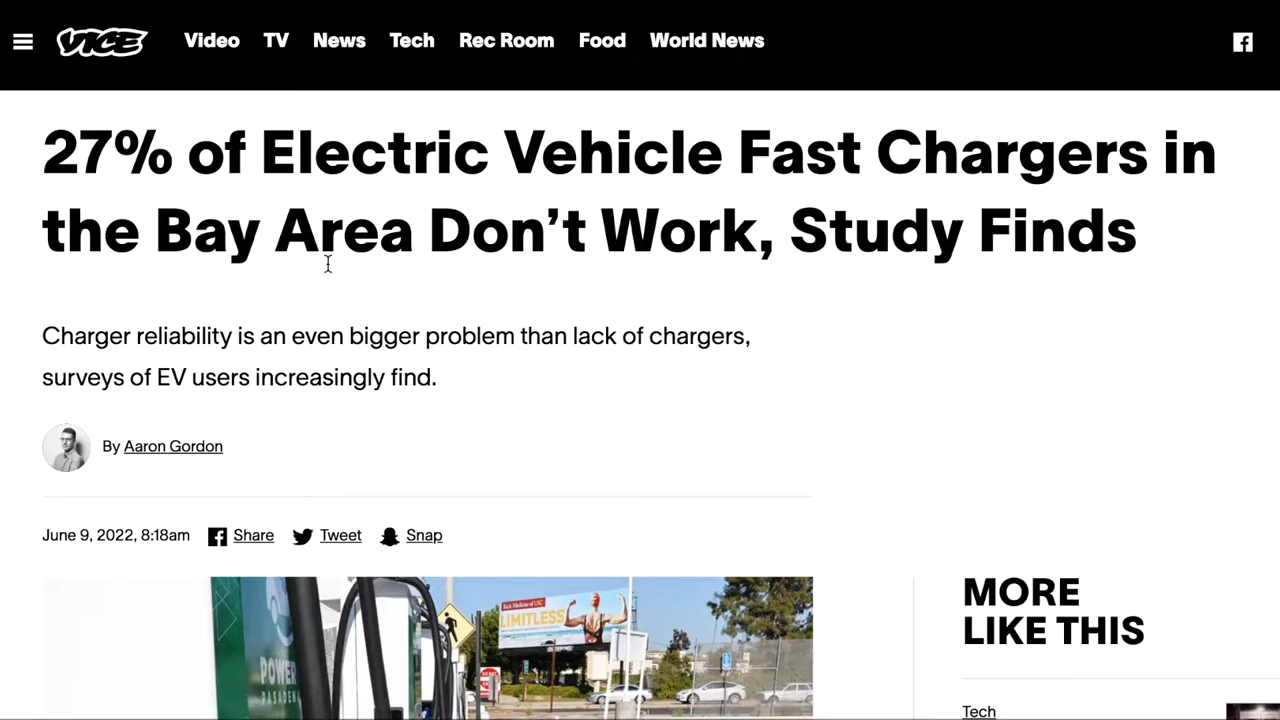 VICE Video TV News Tech Rec Room Food World News
27% of Electric Vehicle Fast Chargers in
the Bay Area Don't Work, Study Finds
Charger reliability is an even bigger problem than lack of chargers,
surveys of EV users increasingly find.
By Aaron Gordon
June 9, 2022, 8:18am Share Tweet Snap
MORE
LIKE THIS
LIMITLESS
POWER
PASADENA
Tech